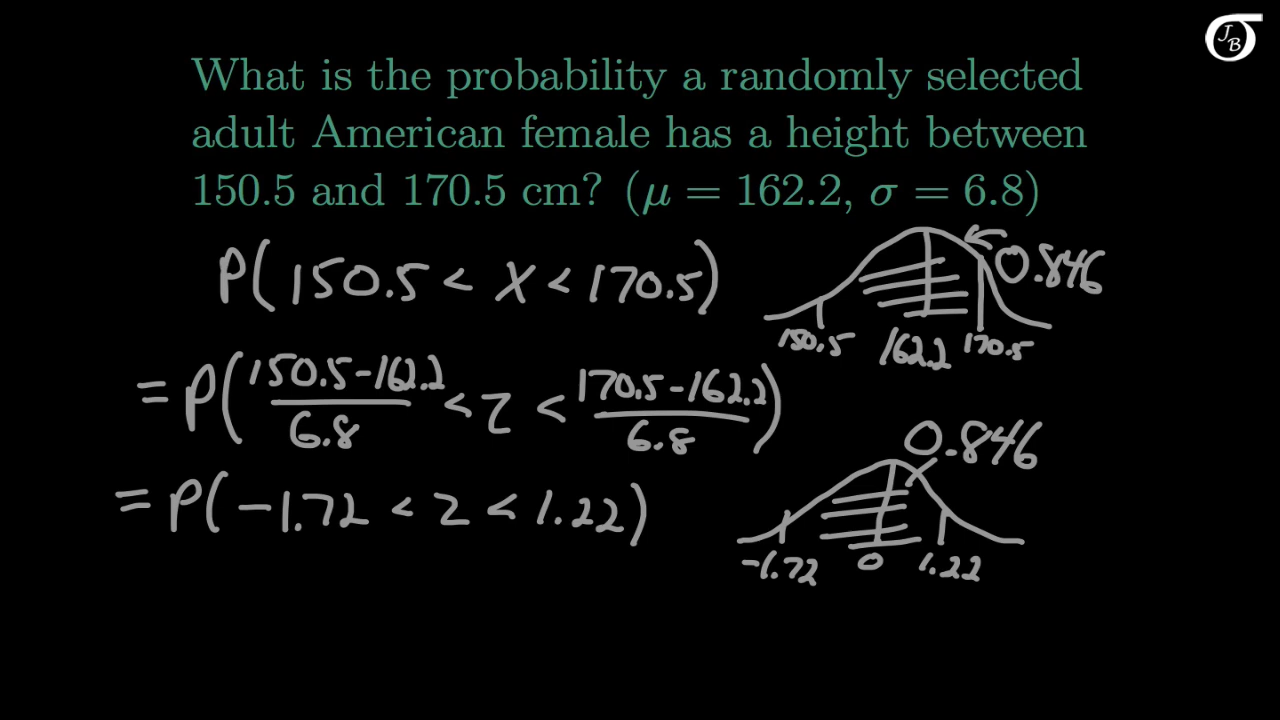 JB
What is the probability a randomly selected
adult American female has a height between
150.5 and 170.5 cm? (μ = 162.2, σ = 6.8)
P(150.5 < X < 170.5)
0.846
150.5 162.2 170.5
= P((150.5-162.2)/6.8 < Z < (170.5-162.2)/6.8)
0.846
= P(-1.72 < Z < 1.22)
-1.72 0 1.22